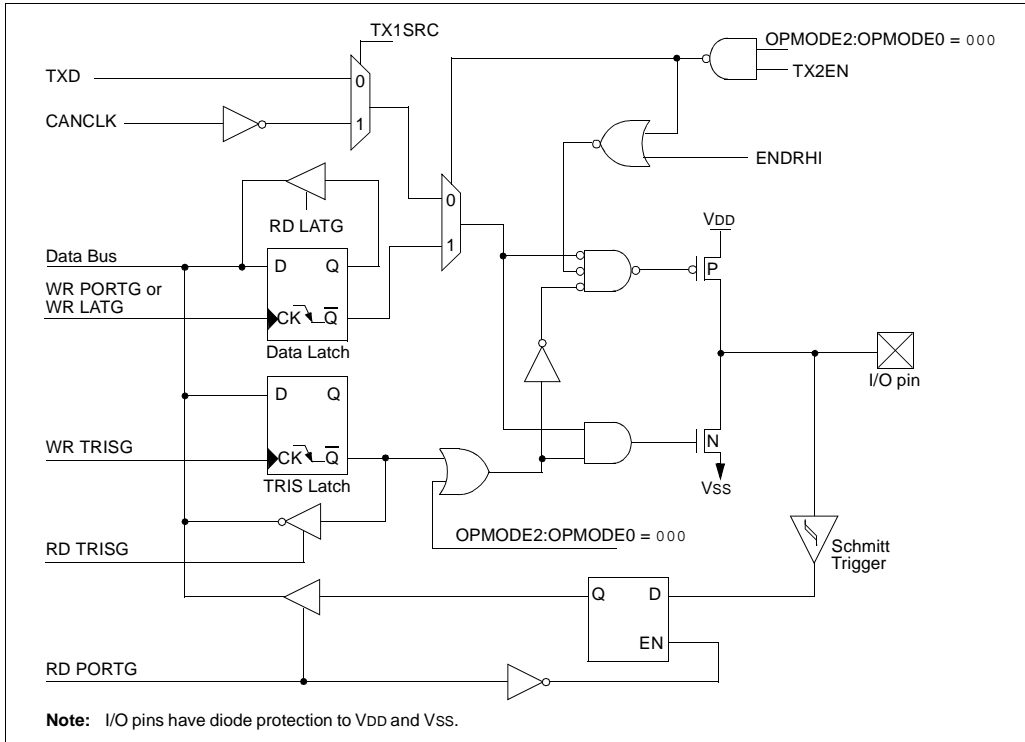 TX1SRC
OPMODE2:OPMODE0 = 000
TXD
0
TX2EN
CANCLK
1
ENDRHI
0
RD LATG
VDD
1
Data Bus
D
Q
P
WR PORTG or
WR LATG
CK
Q
Data Latch
I/O pin
D
Q
WR TRISG
CK
Q
N
TRIS Latch
VSS
OPMODE2:OPMODE0 = 000
Schmitt
Trigger
RD TRISG
Q
D
EN
RD PORTG
Note: I/O pins have diode protection to VDD and VSS.